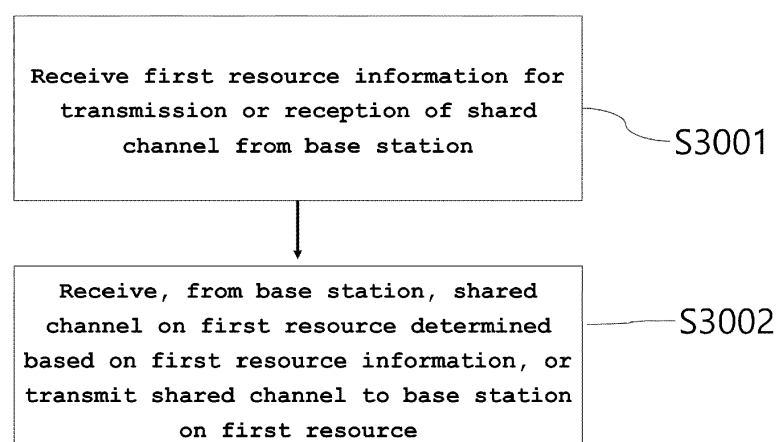 Receive first resource information for
transmission or reception of shard
channel from base station
S3001
Receive, from base station, shared
channel on first resource determined
based on first resource information, or
transmit shared channel to base station
on first resource
S3002